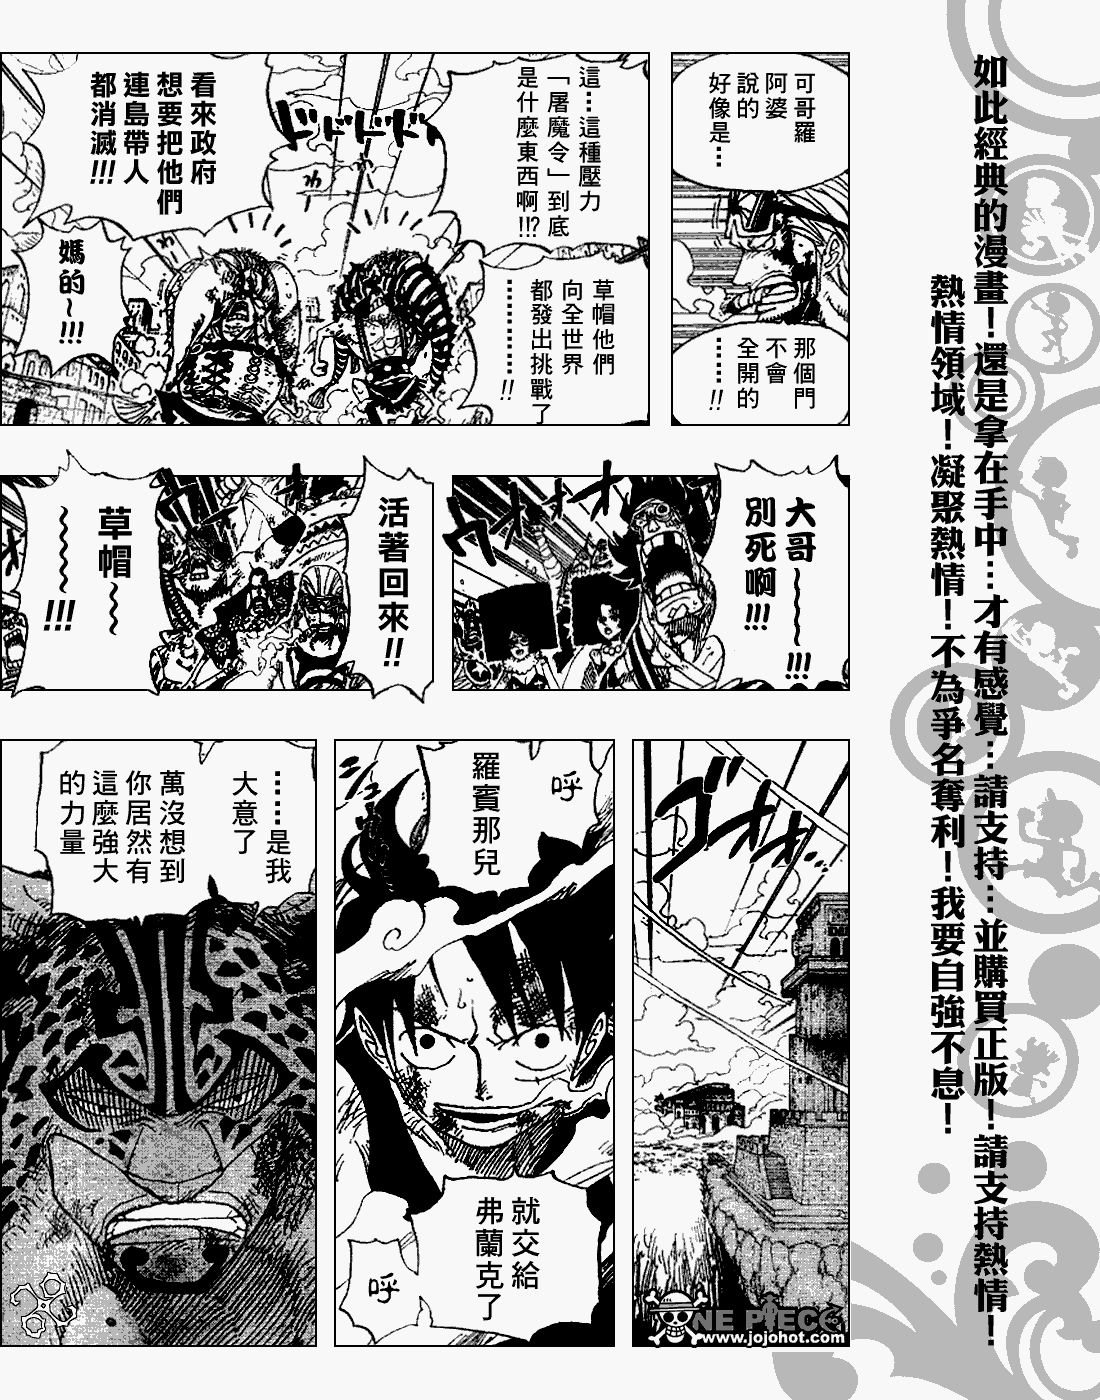 如此經典的漫畫！還是拿在手中…才有感覺…請支持…並購買正版！請支持熱情！
熱情領域！凝聚熱情！不為爭名奪利！我要自強不息！
可哥羅
阿婆
說的
好像是…
那個門
不會
全開的
……!!
這…這種壓力
「屠魔令」到底
是什麼東西啊!!?
草帽他們
向全世界
都發出挑戰了
…………!!
看來政府
想要把他們
連島帶人
都消滅!!!
媽的~!!!
ドドドド
大哥~~~!!!
別死啊!!!
活著回來!!
草帽~~
~~~~!!!
呼
羅賓那兒
就交給
弗蘭克了
呼
……是我
大意了
萬沒想到
你居然有
這麼強大
的力量
ONE PIECE
www.jojohot.com